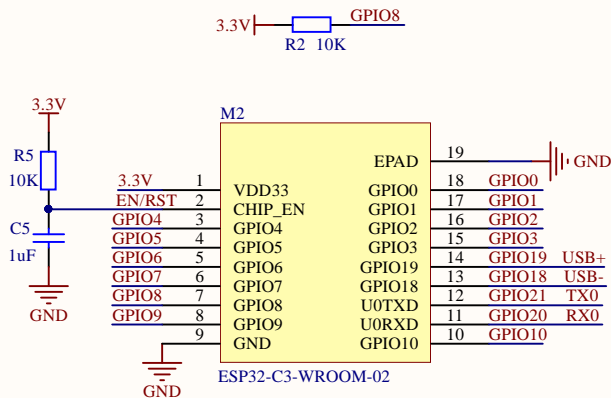 3.3V GPIO8
R2 10K
3.3V
M2
R5
10K
EPAD 19 GND
3.3V 1 VDD33 GPIO0 18 GPIO0
EN/RST 2 CHIP_EN GPIO1 17 GPIO1
GPIO4 3 GPIO4 GPIO2 16 GPIO2
C5
GPIO5 4 GPIO5 GPIO3 15 GPIO3
1uF
GPIO6 5 GPIO6 GPIO19 14 GPIO19 USB+
GPIO7 6 GPIO7 GPIO18 13 GPIO18 USB-
GPIO8 7 GPIO8 U0TXD 12 GPIO21 TX0
GND
GPIO9 8 GPIO9 U0RXD 11 GPIO20 RX0
9 GND GPIO10 10 GPIO10
ESP32-C3-WROOM-02
GND